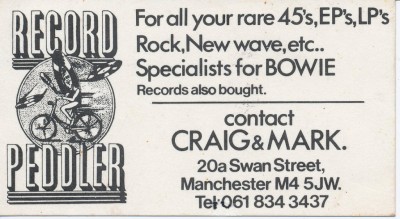 RECORD
PEDDLER
For all your rare 45's,EP's,LP's
Rock,New wave,etc..
Specialists for BOWIE
Records also bought.
contact
CRAIG&MARK.
20a Swan Street,
Manchester M4 5JW.
Tel 061 834 3437